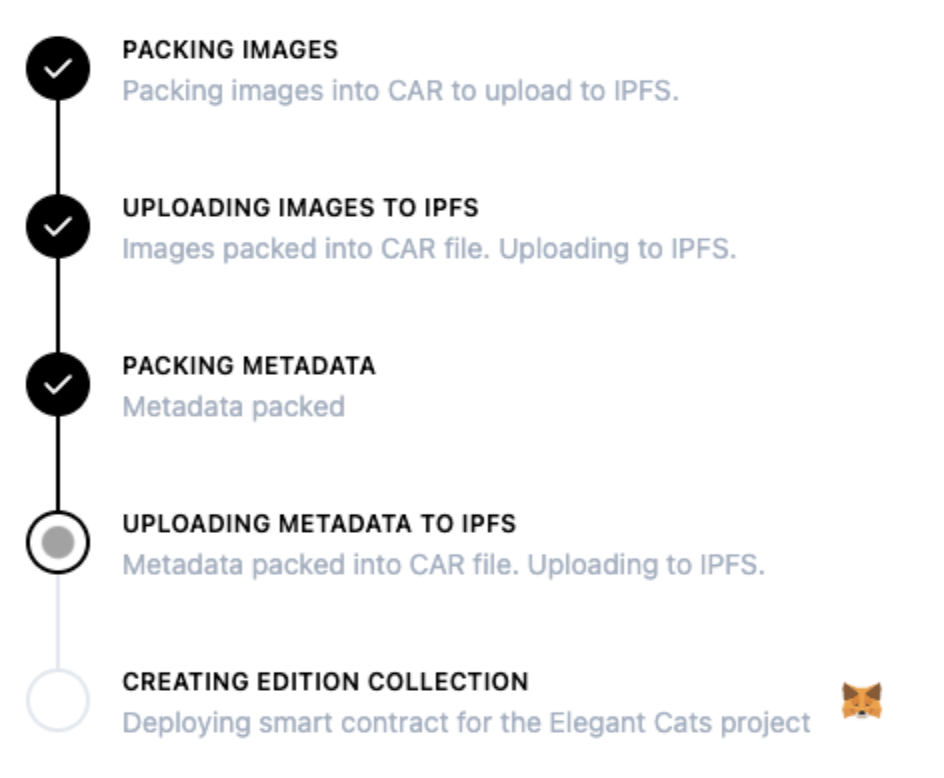 PACKING IMAGES
Packing images into CAR to upload to IPFS.
UPLOADING IMAGES TO IPFS
Images packed into CAR file. Uploading to IPFS.
PACKING METADATA
Metadata packed
UPLOADING METADATA TO IPFS
Metadata packed into CAR file. Uploading to IPFS.
CREATING EDITION COLLECTION
Deploying smart contract for the Elegant Cats project